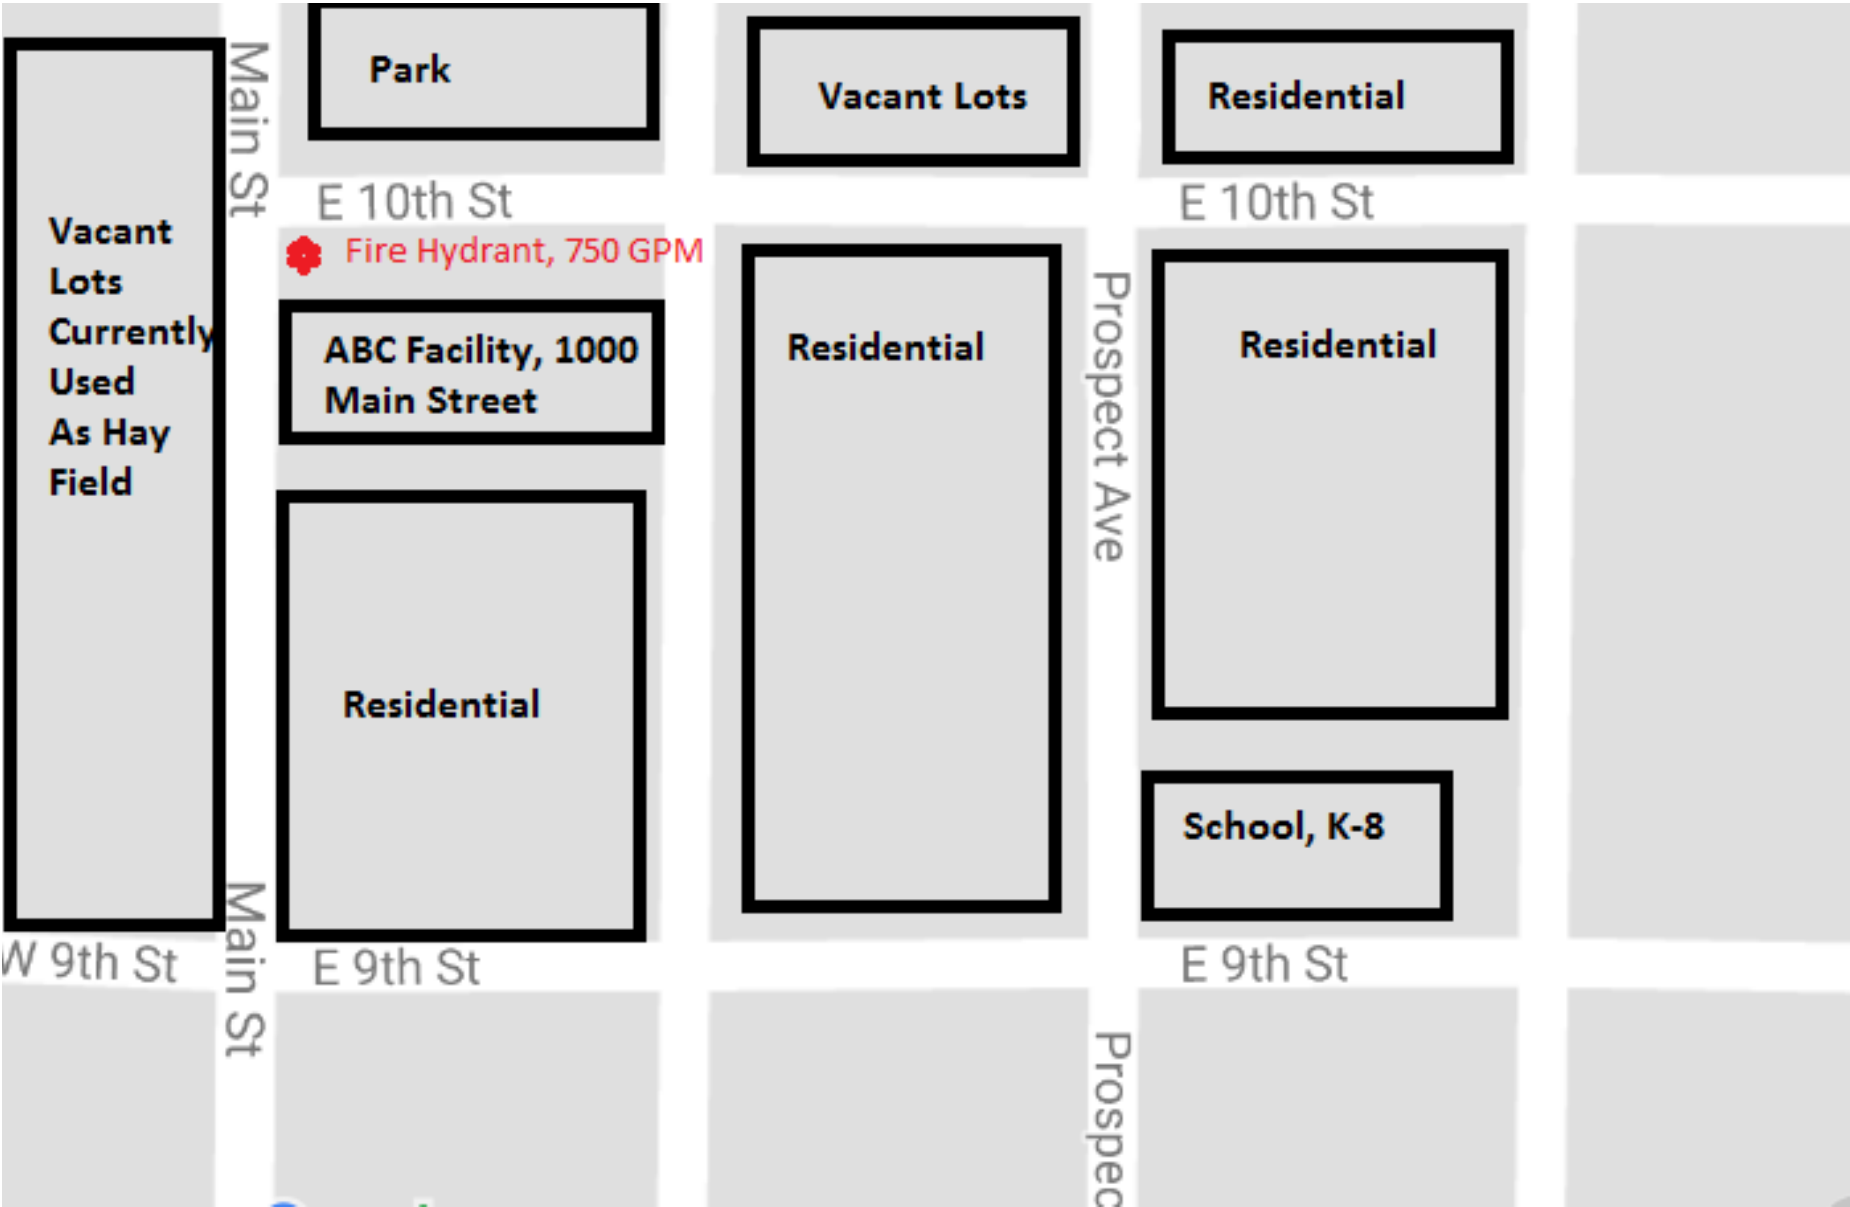 Main St
Park
Vacant Lots
Residential
E 10th St
E 10th St
Vacant
Lots
Currently
Used
As Hay
Field
Fire Hydrant, 750 GPM
ABC Facility, 1000
Main Street
Residential
Prospect Ave
Residential
Residential
School, K-8
Main St
W 9th St
E 9th St
E 9th St
Prospec